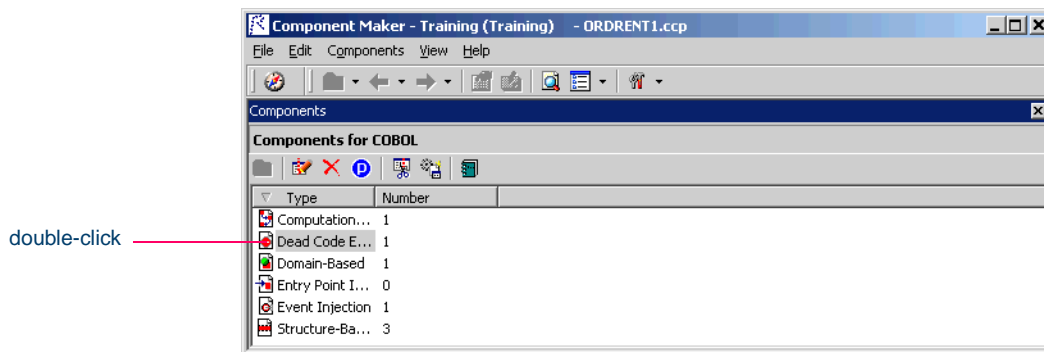 Component Maker - Training (Training) - ORDRENT1.ccp
File Edit Components View Help
Components
Components for COBOL
Type Number
Computation... 1
double-click
Dead Code E... 1
Domain-Based 1
Entry Point I... 0
Event Injection 1
Structure-Ba... 3